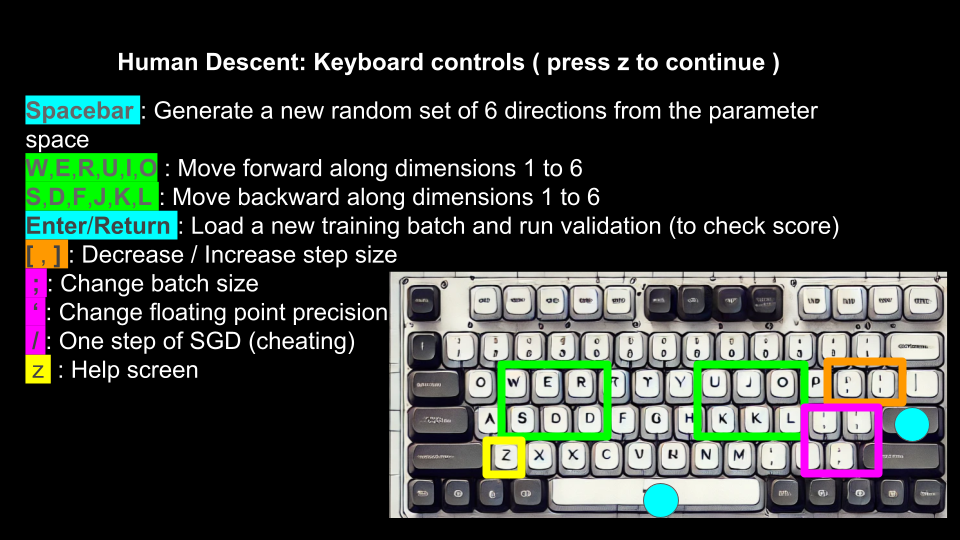 Human Descent: Keyboard controls ( press z to continue )
Spacebar : Generate a new random set of 6 directions from the parameter
space
W,E,R,U,I,O : Move forward along dimensions 1 to 6
S,D,F,J,K,L : Move backward along dimensions 1 to 6
Enter/Return : Load a new training batch and run validation (to check score)
[ , ] : Decrease / Increase step size
; : Change batch size
‘ : Change floating point precision
/ : One step of SGD (cheating)
z : Help screen
O W E R R T Y U J O P
A S D D F G H K K L
Z X X C V R N M